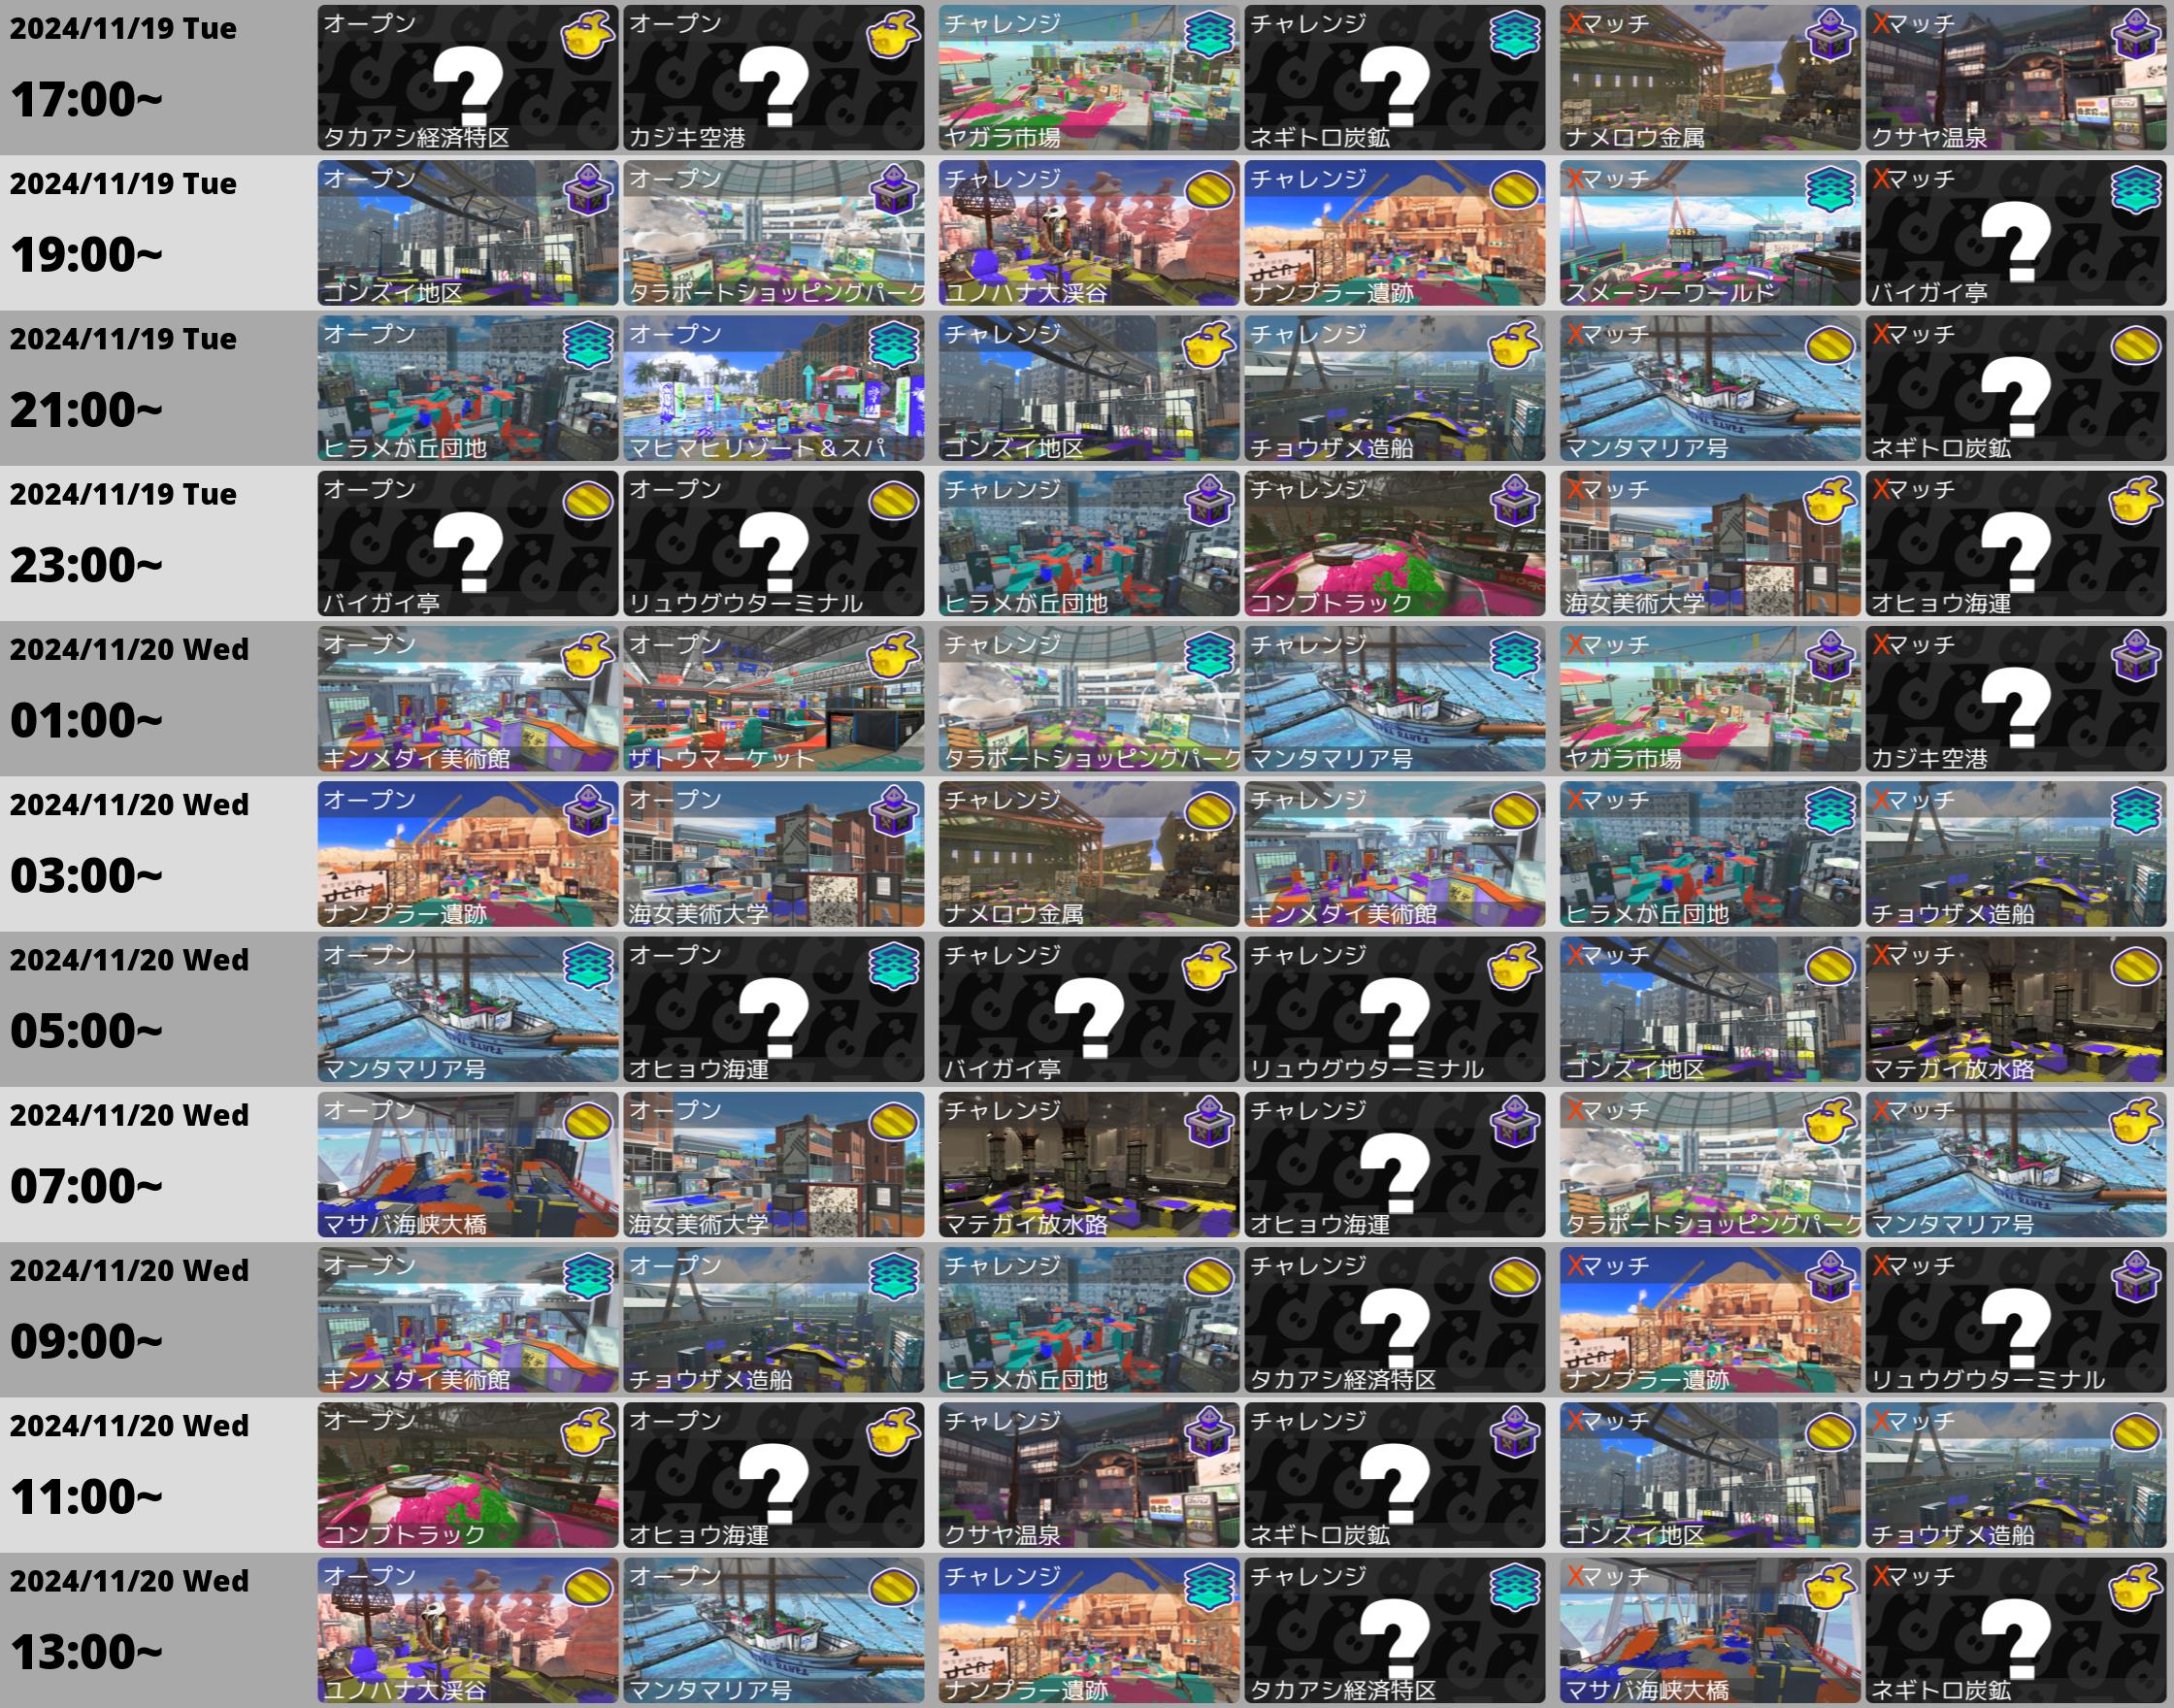 2024/11/19 Tue
17:00~
オープン
タカアシ経済特区
オープン
カジキ空港
チャレンジ
ヤガラ市場
チャレンジ
ネギトロ炭鉱
Xマッチ
ナメロウ金属
Xマッチ
クサヤ温泉
2024/11/19 Tue
19:00~
オープン
ゴンズイ地区
オープン
タラポートショッピングパーク
チャレンジ
ユノハナ大渓谷
チャレンジ
ナンプラー遺跡
Xマッチ
スメーシーワールド
Xマッチ
バイガイ亭
2024/11/19 Tue
21:00~
オープン
ヒラメが丘団地
オープン
マヒマヒリゾート＆スパ
チャレンジ
ゴンズイ地区
チャレンジ
チョウザメ造船
Xマッチ
マンタマリア号
Xマッチ
ネギトロ炭鉱
2024/11/19 Tue
23:00~
オープン
バイガイ亭
オープン
リュウグウターミナル
チャレンジ
ヒラメが丘団地
チャレンジ
コンブトラック
Xマッチ
海女美術大学
Xマッチ
オヒョウ海運
2024/11/20 Wed
01:00~
オープン
キンメダイ美術館
オープン
ザトウマーケット
チャレンジ
タラポートショッピングパーク
チャレンジ
マンタマリア号
Xマッチ
ヤガラ市場
Xマッチ
カジキ空港
2024/11/20 Wed
03:00~
オープン
ナンプラー遺跡
オープン
海女美術大学
チャレンジ
ナメロウ金属
チャレンジ
キンメダイ美術館
Xマッチ
ヒラメが丘団地
Xマッチ
チョウザメ造船
2024/11/20 Wed
05:00~
オープン
マンタマリア号
オープン
オヒョウ海運
チャレンジ
バイガイ亭
チャレンジ
リュウグウターミナル
Xマッチ
ゴンズイ地区
Xマッチ
マテガイ放水路
2024/11/20 Wed
07:00~
オープン
マサバ海峡大橋
オープン
海女美術大学
チャレンジ
マテガイ放水路
チャレンジ
オヒョウ海運
Xマッチ
タラポートショッピングパーク
Xマッチ
マンタマリア号
2024/11/20 Wed
09:00~
オープン
キンメダイ美術館
オープン
チョウザメ造船
チャレンジ
ヒラメが丘団地
チャレンジ
タカアシ経済特区
Xマッチ
ナンプラー遺跡
Xマッチ
リュウグウターミナル
2024/11/20 Wed
11:00~
オープン
コンブトラック
オープン
オヒョウ海運
チャレンジ
クサヤ温泉
チャレンジ
ネギトロ炭鉱
Xマッチ
ゴンズイ地区
Xマッチ
チョウザメ造船
2024/11/20 Wed
13:00~
オープン
ユノハナ大渓谷
オープン
マンタマリア号
チャレンジ
ナンプラー遺跡
チャレンジ
タカアシ経済特区
Xマッチ
マサバ海峡大橋
Xマッチ
ネギトロ炭鉱